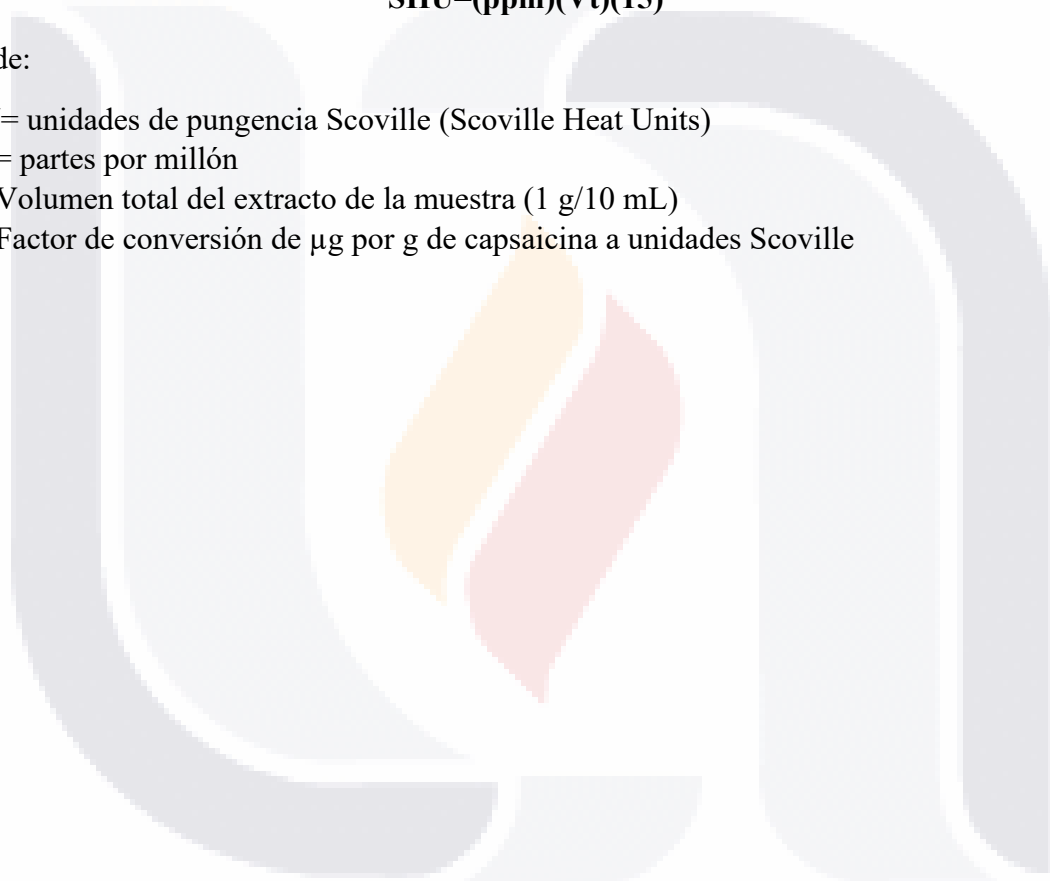 SHU=(ppm)(Vt)(15)
de:
= unidades de pungencia Scoville (Scoville Heat Units)
= partes por millón
Volumen total del extracto de la muestra (1 g/10 mL)
Factor de conversión de µg por g de capsaicina a unidades Scoville